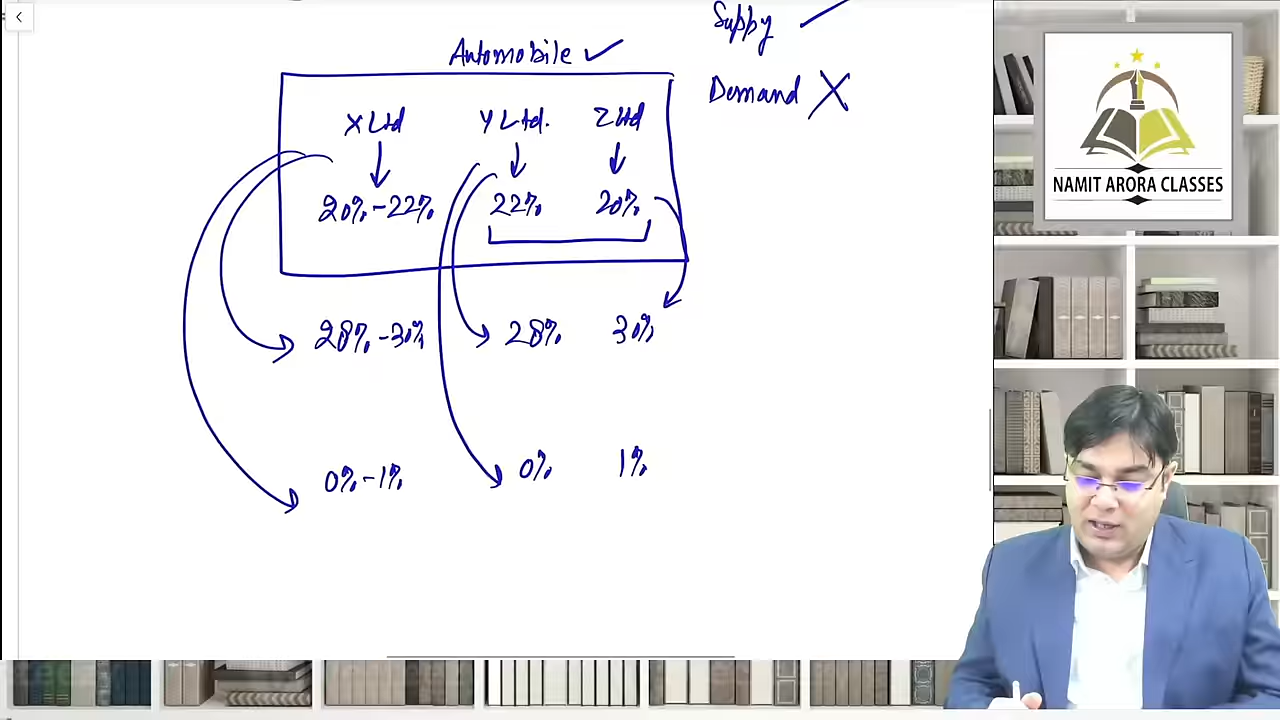 Supply
Automobile ✓
Demand X
X Ltd Y Ltd. Z Ltd
20%-22% 22% 20%
28%-30% 28% 30%
0%-1% 0% 1%
NAMIT ARORA CLASSES